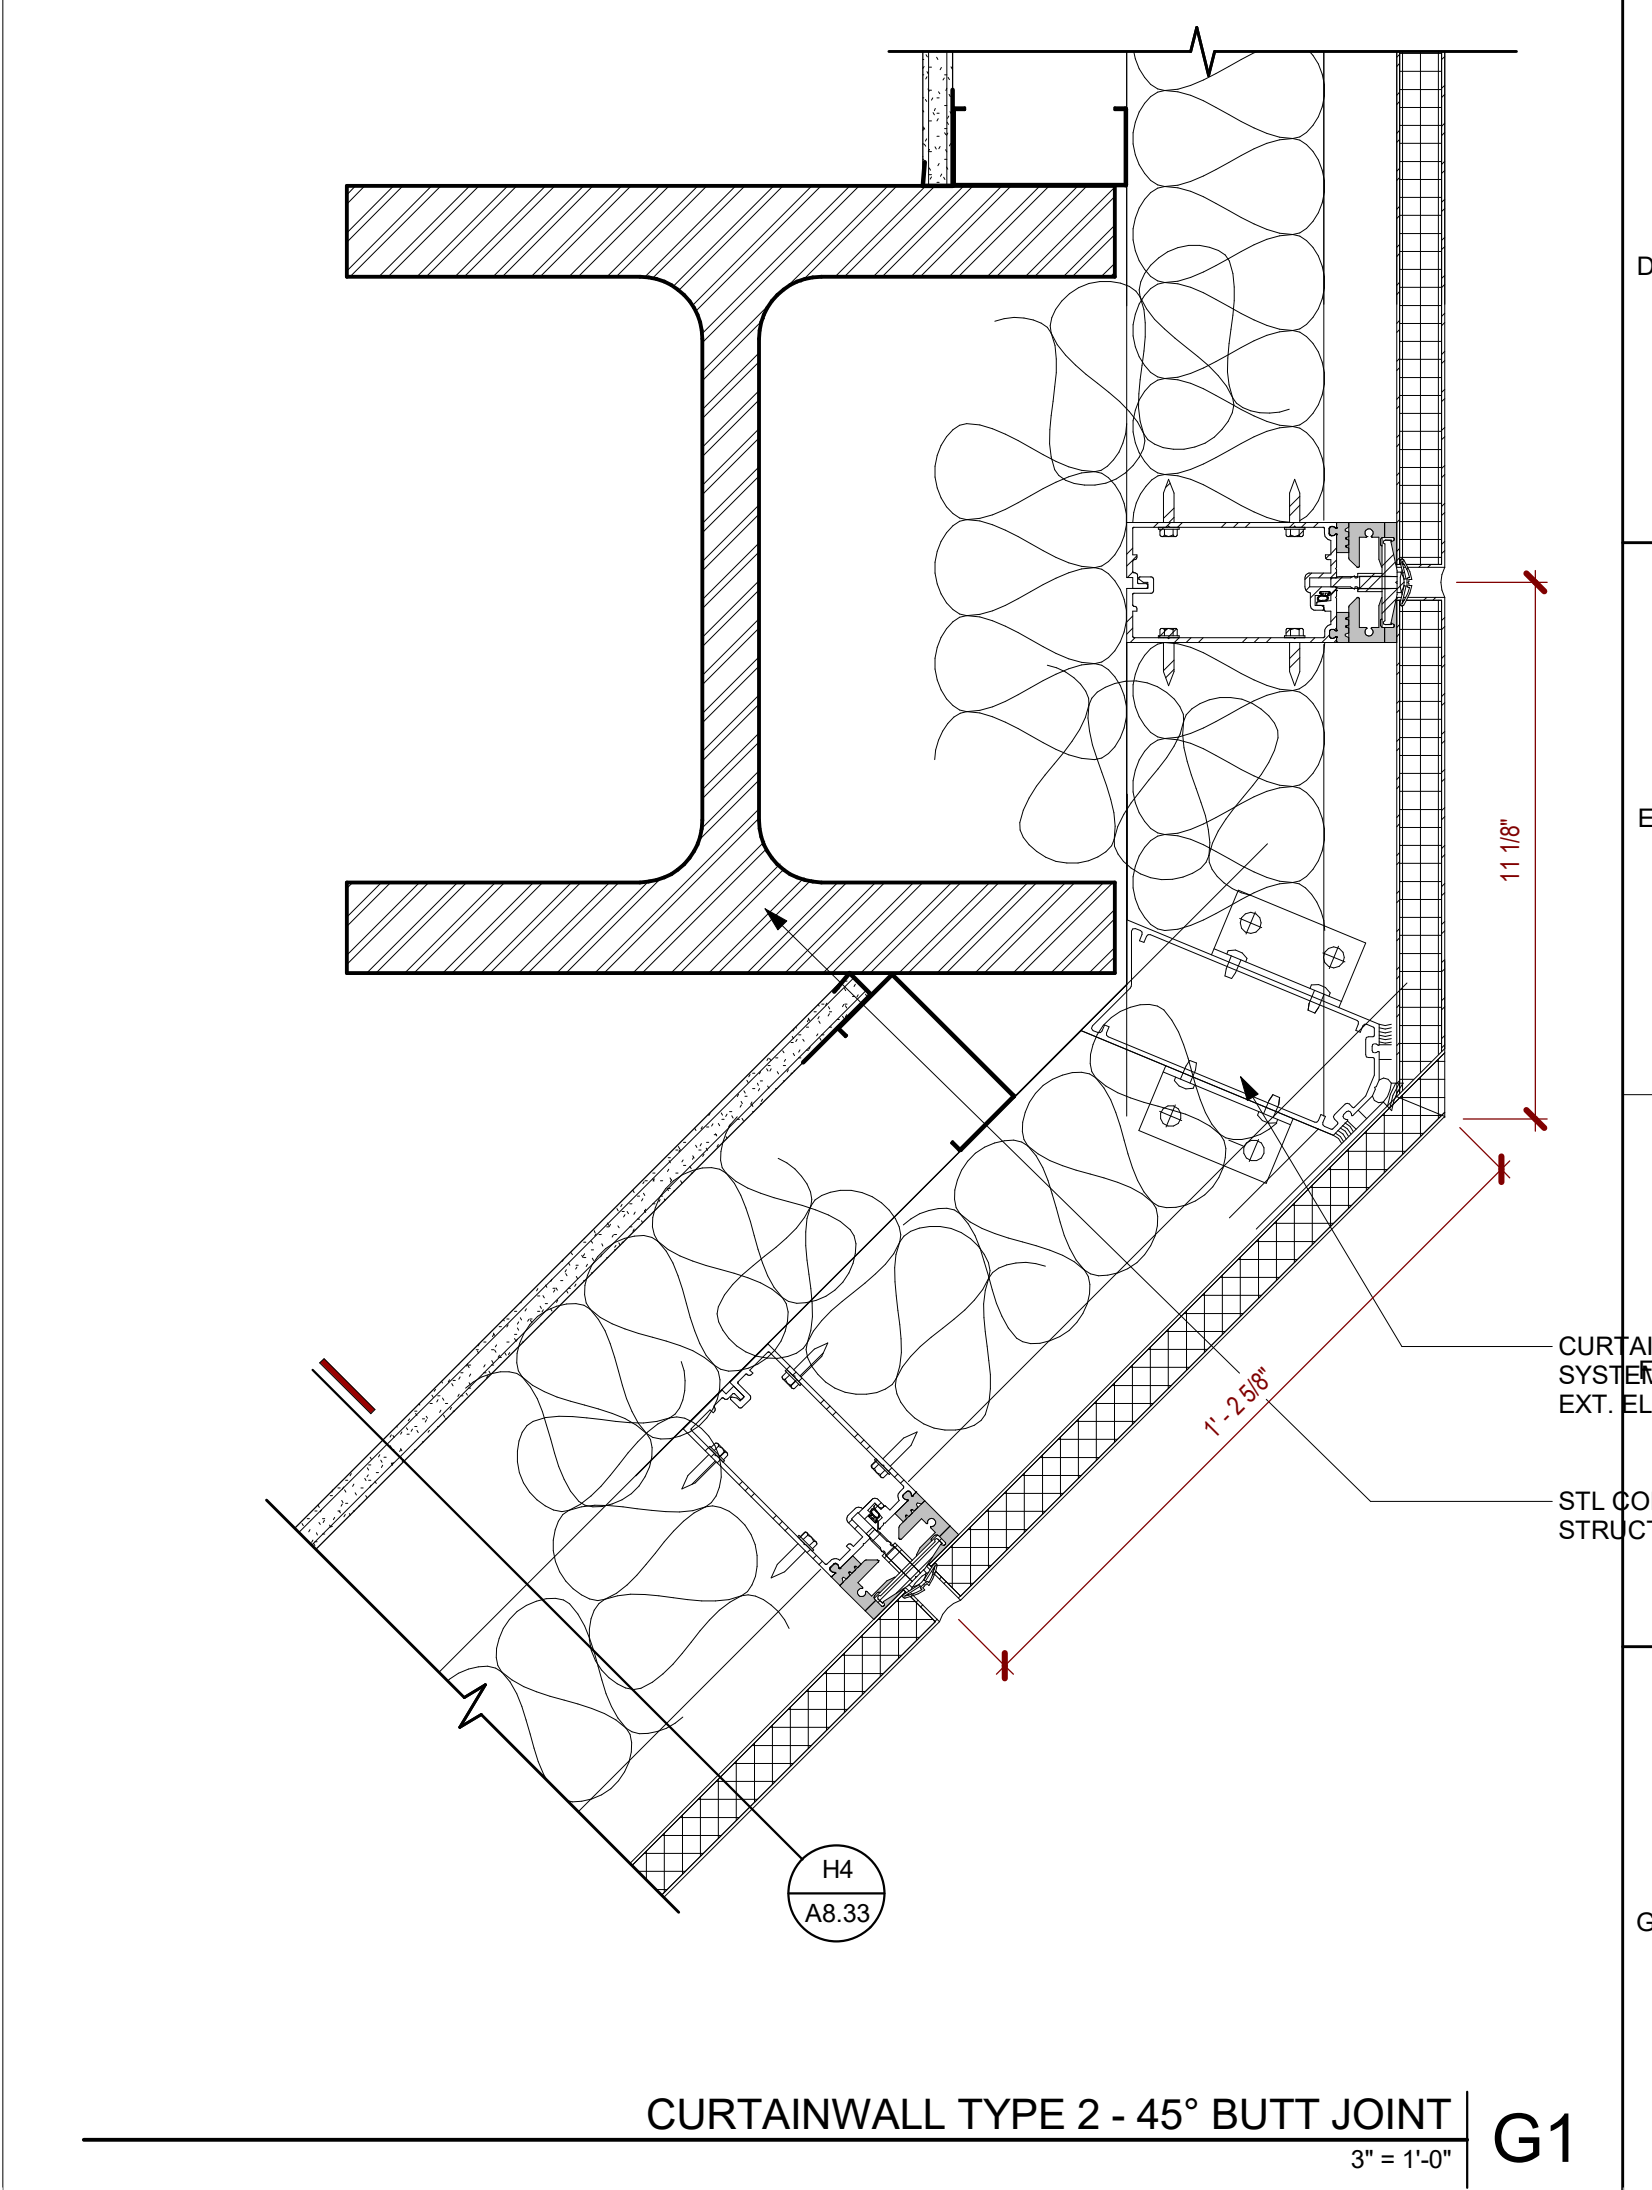 D
E
11 1/8"
CURTAI
SYSTEM
EXT. EL
F
1' - 2 5/8"
STL CO
STRUCT
H4
A8.33
G
CURTAINWALL TYPE 2 - 45° BUTT JOINT
3" = 1'-0"
G1